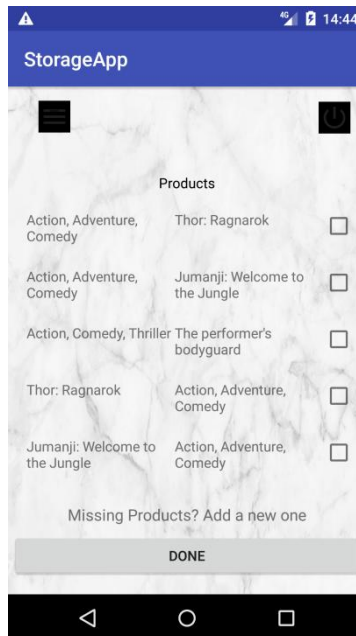 4G 14:44
StorageApp
Products
Action, Adventure, Thor: Ragnarok
Comedy
Action, Adventure, Jumanji: Welcome to
Comedy the Jungle
Action, Comedy, Thriller The performer's
bodyguard
Thor: Ragnarok Action, Adventure,
Comedy
Jumanji: Welcome to Action, Adventure,
the Jungle Comedy
Missing Products? Add a new one
DONE